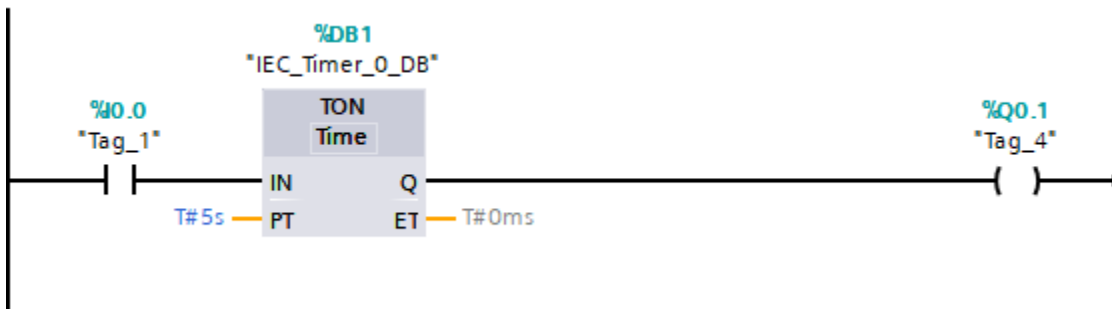 %DB1
"IEC_Timer_0_DB"
TON
Time
%I0.0
"Tag_1"
%Q0.1
"Tag_4"
IN Q
T#5s PT ET T#0ms